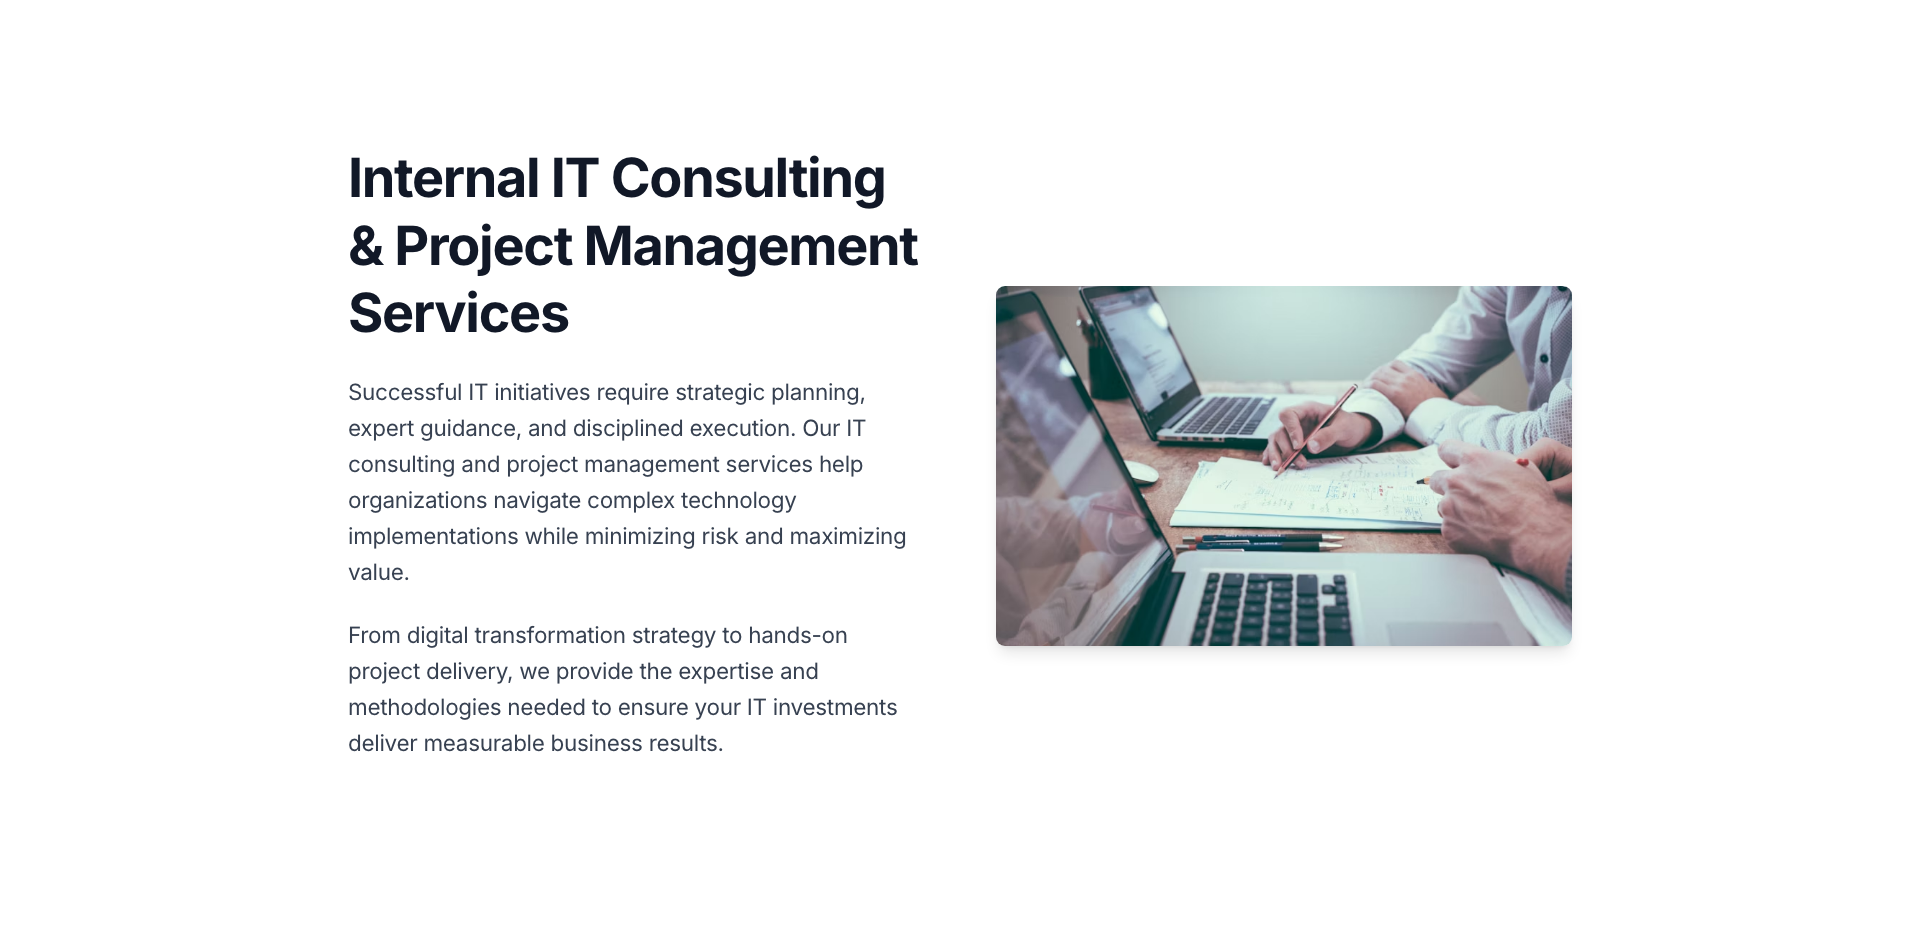 Internal IT Consulting
& Project Management
Services
Successful IT initiatives require strategic planning,
expert guidance, and disciplined execution. Our IT
consulting and project management services help
organizations navigate complex technology
implementations while minimizing risk and maximizing
value.
From digital transformation strategy to hands-on
project delivery, we provide the expertise and
methodologies needed to ensure your IT investments
deliver measurable business results.